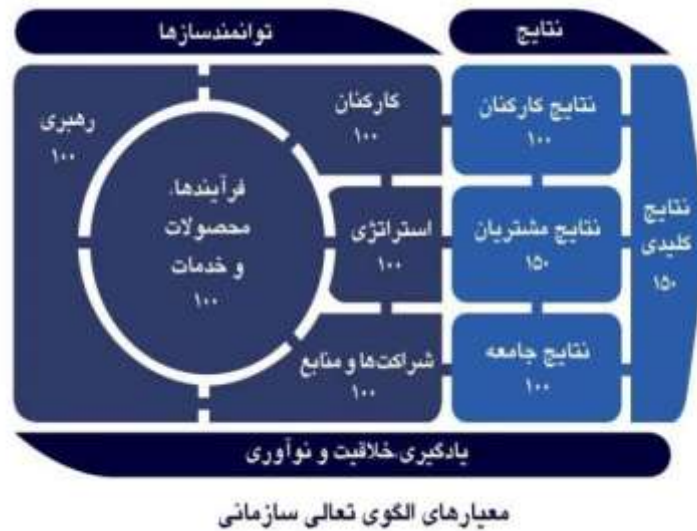 نتایج
توانمندسازها
نتایج
کلیدی
۱۵۰
نتایج کارکنان
۱۰۰
نتایج مشتریان
۱۵۰
نتایج جامعه
۱۰۰
کارکنان
۱۰۰
استراتژی
۱۰۰
شراکت‌ها و منابع
۱۰۰
فرآیندها،
محصولات
و خدمات
۱۰۰
رهبری
۱۰۰
یادگیری،خلاقیت و نوآوری
معیارهای الگوی تعالی سازمانی